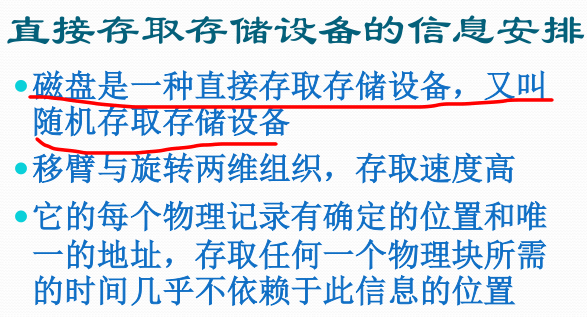 直接存取存储设备的信息安排
磁盘是一种直接存取存储设备，又叫
随机存取存储设备
移臂与旋转两维组织，存取速度高
它的每个物理记录有确定的位置和唯
一的地址，存取任何一个物理块所需
的时间几乎不依赖于此信息的位置